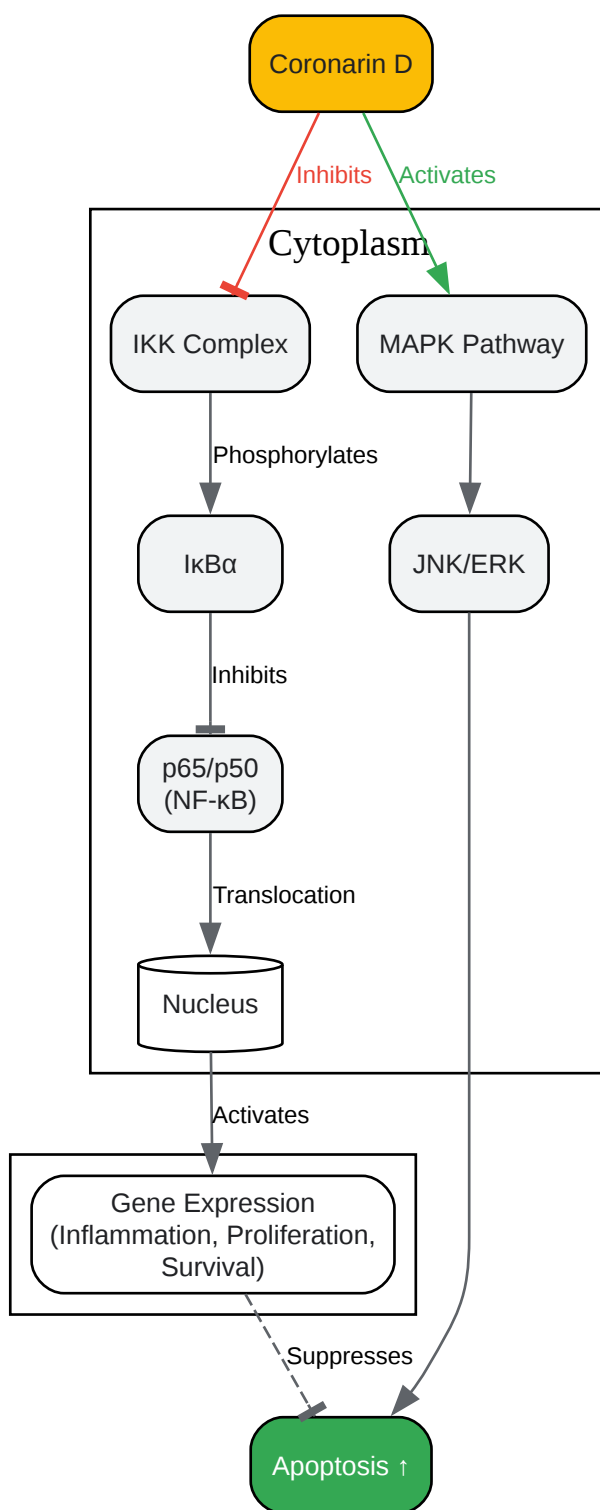 Coronarin D
Inhibits
Activates
Cytoplasm
IKK Complex
MAPK Pathway
Phosphorylates
IκBα
JNK/ERK
Inhibits
p65/p50
(NF-κB)
Translocation
Nucleus
Activates
Gene Expression
(Inflammation, Proliferation,
Survival)
Suppresses
Apoptosis ↑